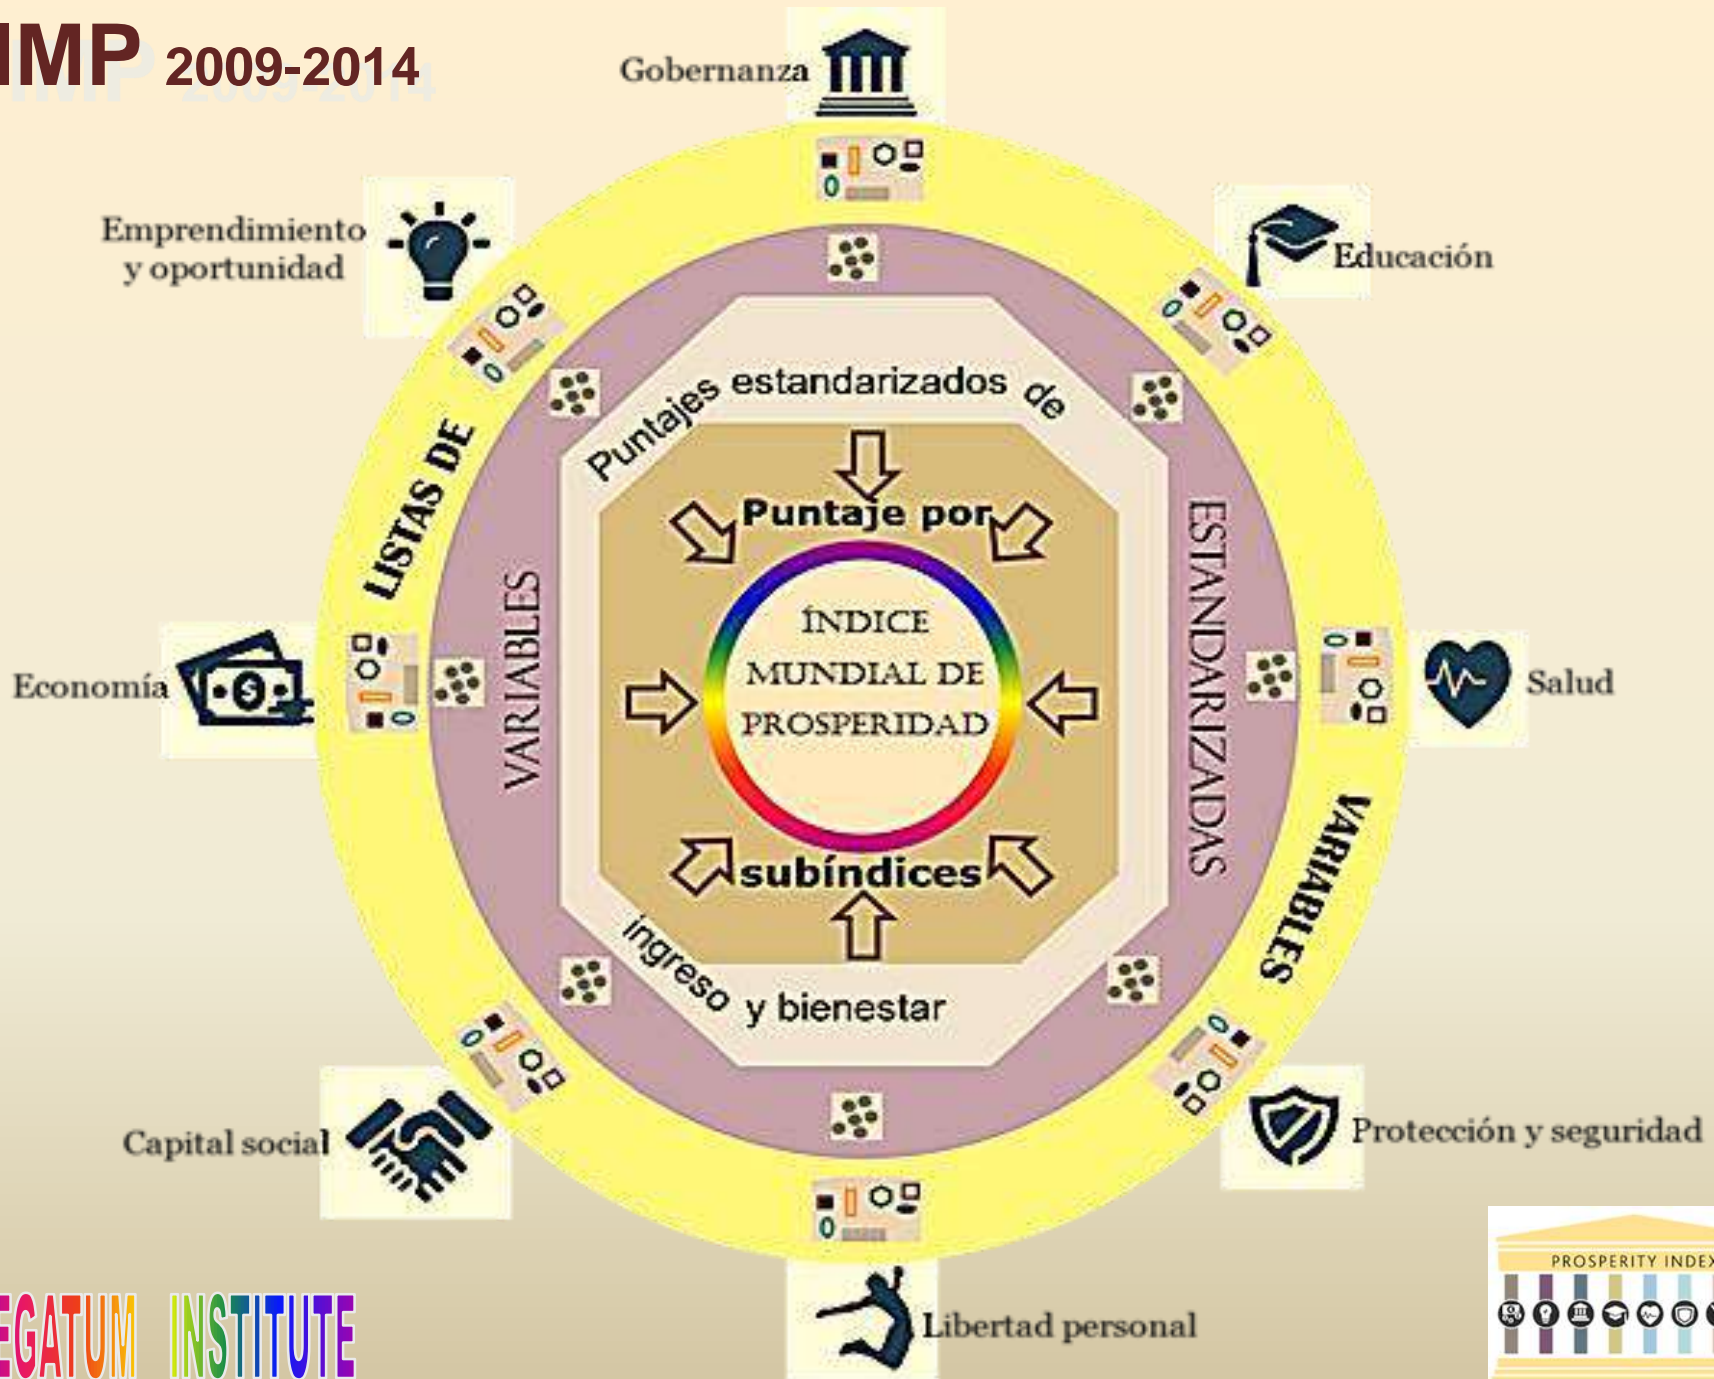 IMP 2009-2014
Gobernanza
Emprendimiento
y oportunidad
Educación
Puntajes estandarizados de
LISTAS DE
Puntaje por
VARIABLES
ESTANDARIZADAS
ÍNDICE
MUNDIAL DE
PROSPERIDAD
Economía
Salud
VARIABLES
subíndices
ingreso y bienestar
Capital social
Protección y seguridad
Libertad personal
PROSPERITY INDEX
EGATUM INSTITUTE